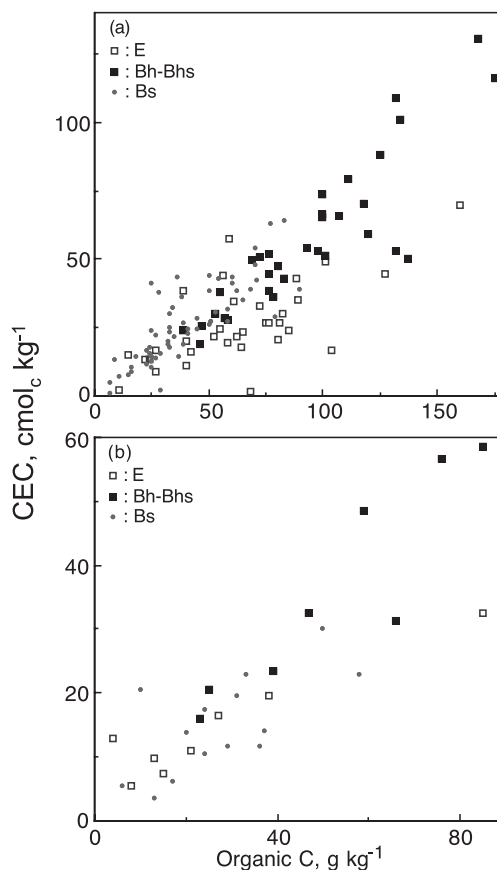 (a)
□ : E
■ : Bh-Bhs
• : Bs
100
50
0
0
50
100
150
CEC, cmol_c kg⁻¹
60
(b)
□ : E
■ : Bh-Bhs
• : Bs
40
20
0
0
40
80
Organic C, g kg⁻¹